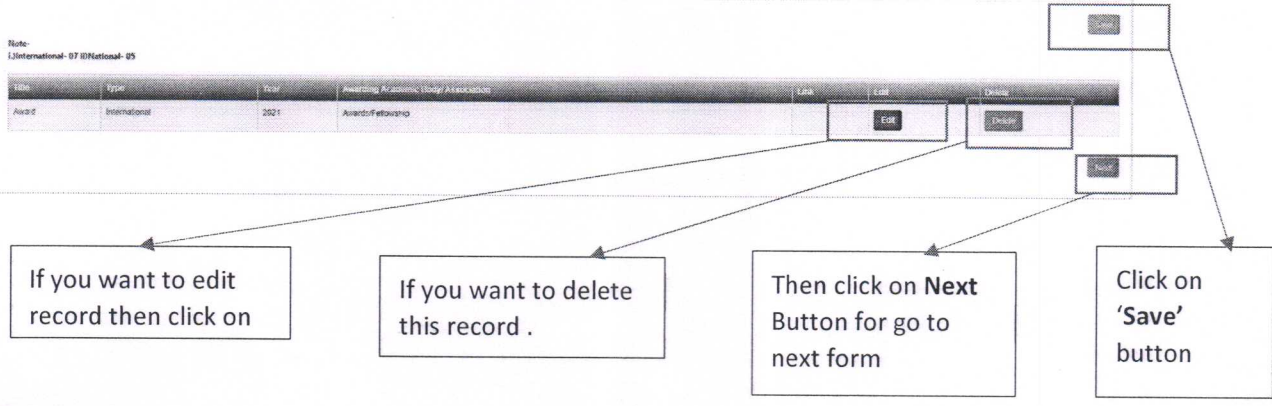 Save
Note-
i.)International- 07 ii)National- 05
Title Type Year Awarding Academic Body/ Association Link Edit Delete
Award International 2021 Awards/Fellowship Edit Delete
Next
If you want to edit
record then click on
If you want to delete
this record .
Then click on Next
Button for go to
next form
Click on
‘Save’
button